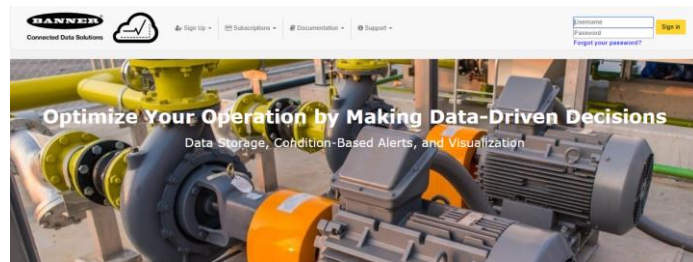 BANNER
Connected Data Solutions
Sign Up
Subscriptions
Documentation
Support
Username
Password
Sign in
Forgot your password?
Optimize Your Operation by Making Data-Driven Decisions
Data Storage, Condition-Based Alerts, and Visualization